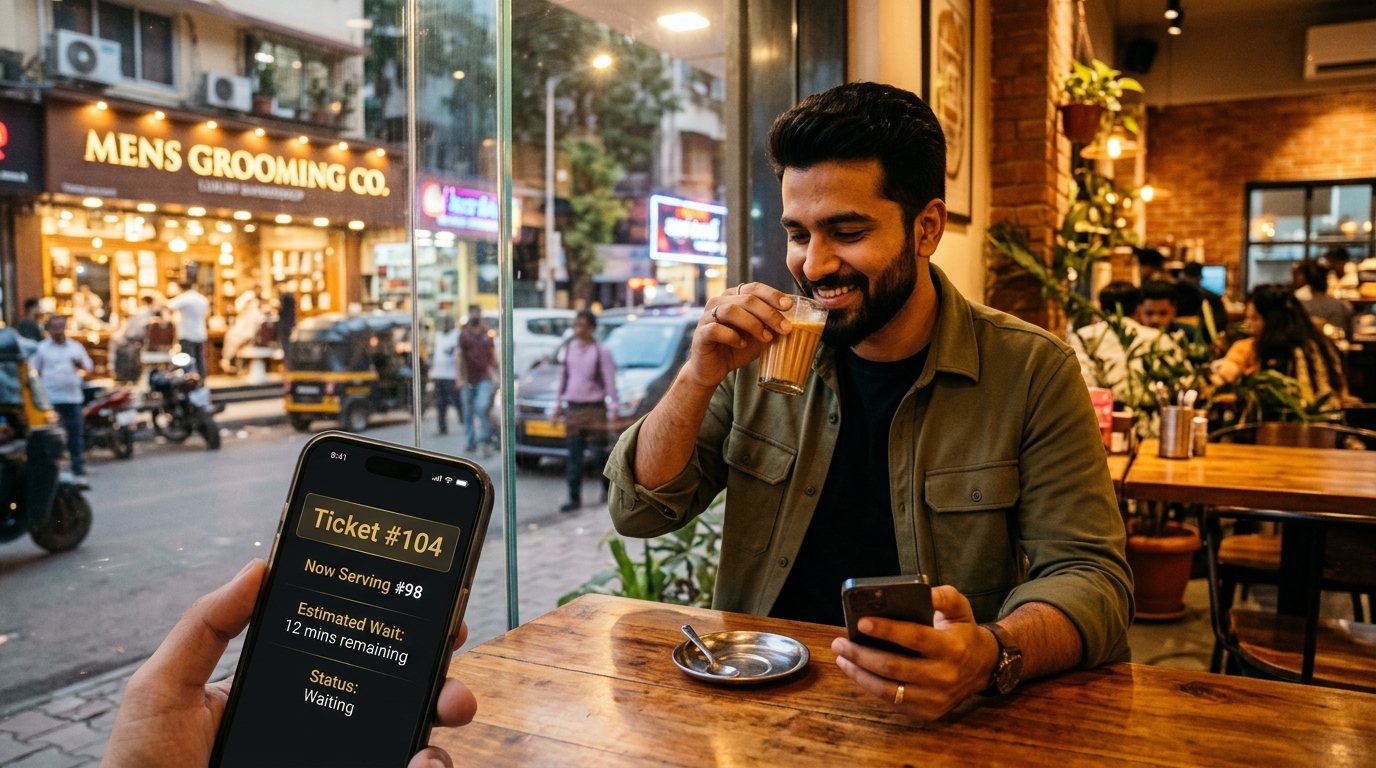 MENS GROOMING CO.
8:41
Ticket #104
Now Serving #98
Estimated Wait:
12 mins remaining
Status:
Waiting